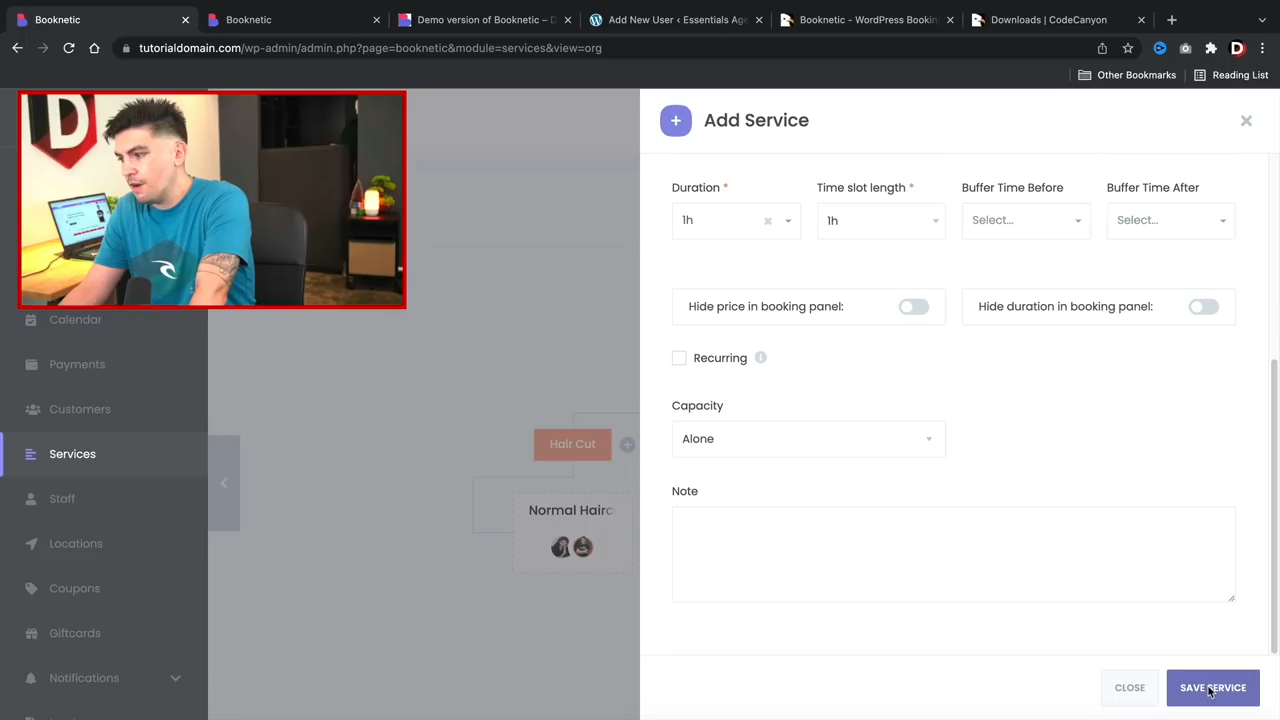 Booknetic
Booknetic
Demo version of Booknetic – D
Add New User ‹ Essentials Age
Booknetic - WordPress Bookin
Downloads | CodeCanyon
tutorialdomain.com/wp-admin/admin.php?page=booknetic&module=services&view=org
D
Other Bookmarks
Reading List
D
Add Service
Duration *
Time slot length *
Buffer Time Before
Buffer Time After
1h
1h
Select...
Select...
Hide price in booking panel:
Hide duration in booking panel:
Recurring
Capacity
Alone
Note
CLOSE
SAVE SERVICE
Calendar
Payments
Customers
Services
Staff
Locations
Coupons
Giftcards
Notifications
Hair Cut
Normal Hairc